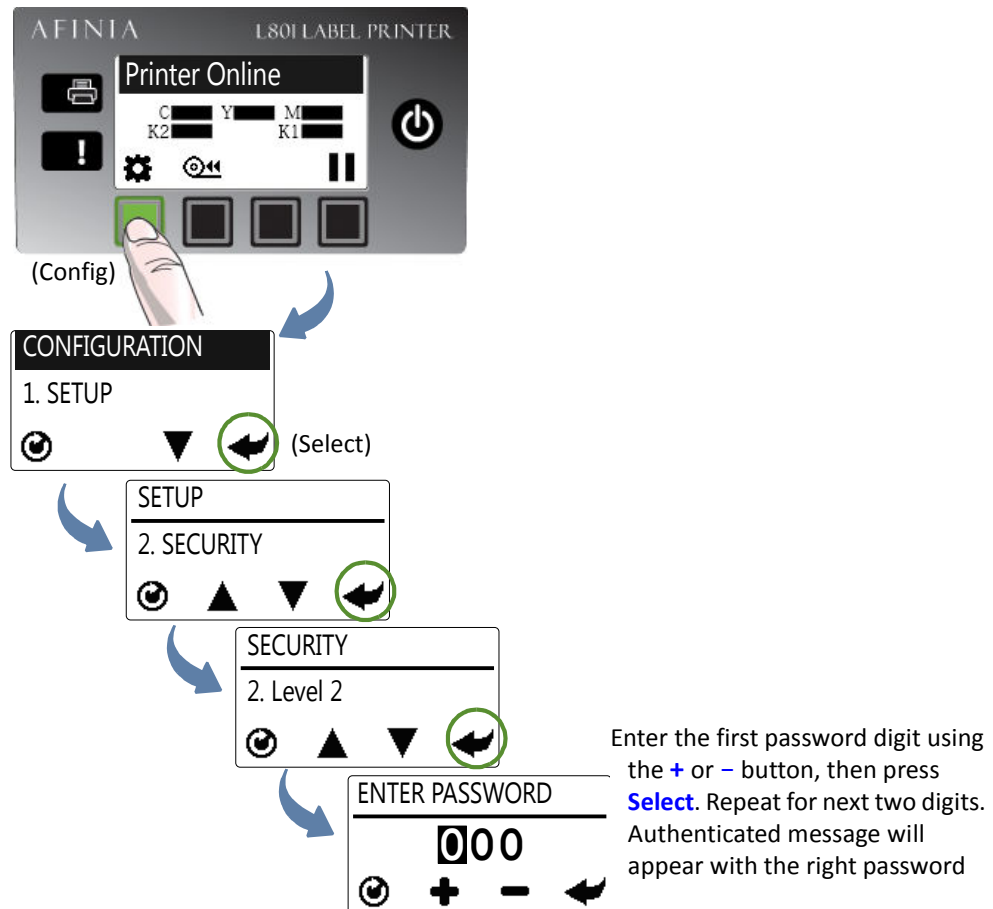 AFINIA L801 LABEL PRINTER
Printer Online
C Y M
K2 K1
!
(Config)
CONFIGURATION
1. SETUP
(Select)
SETUP
2. SECURITY
SECURITY
2. Level 2
ENTER PASSWORD
000
Enter the first password digit using
the + or − button, then press
Select. Repeat for next two digits.
Authenticated message will
appear with the right password